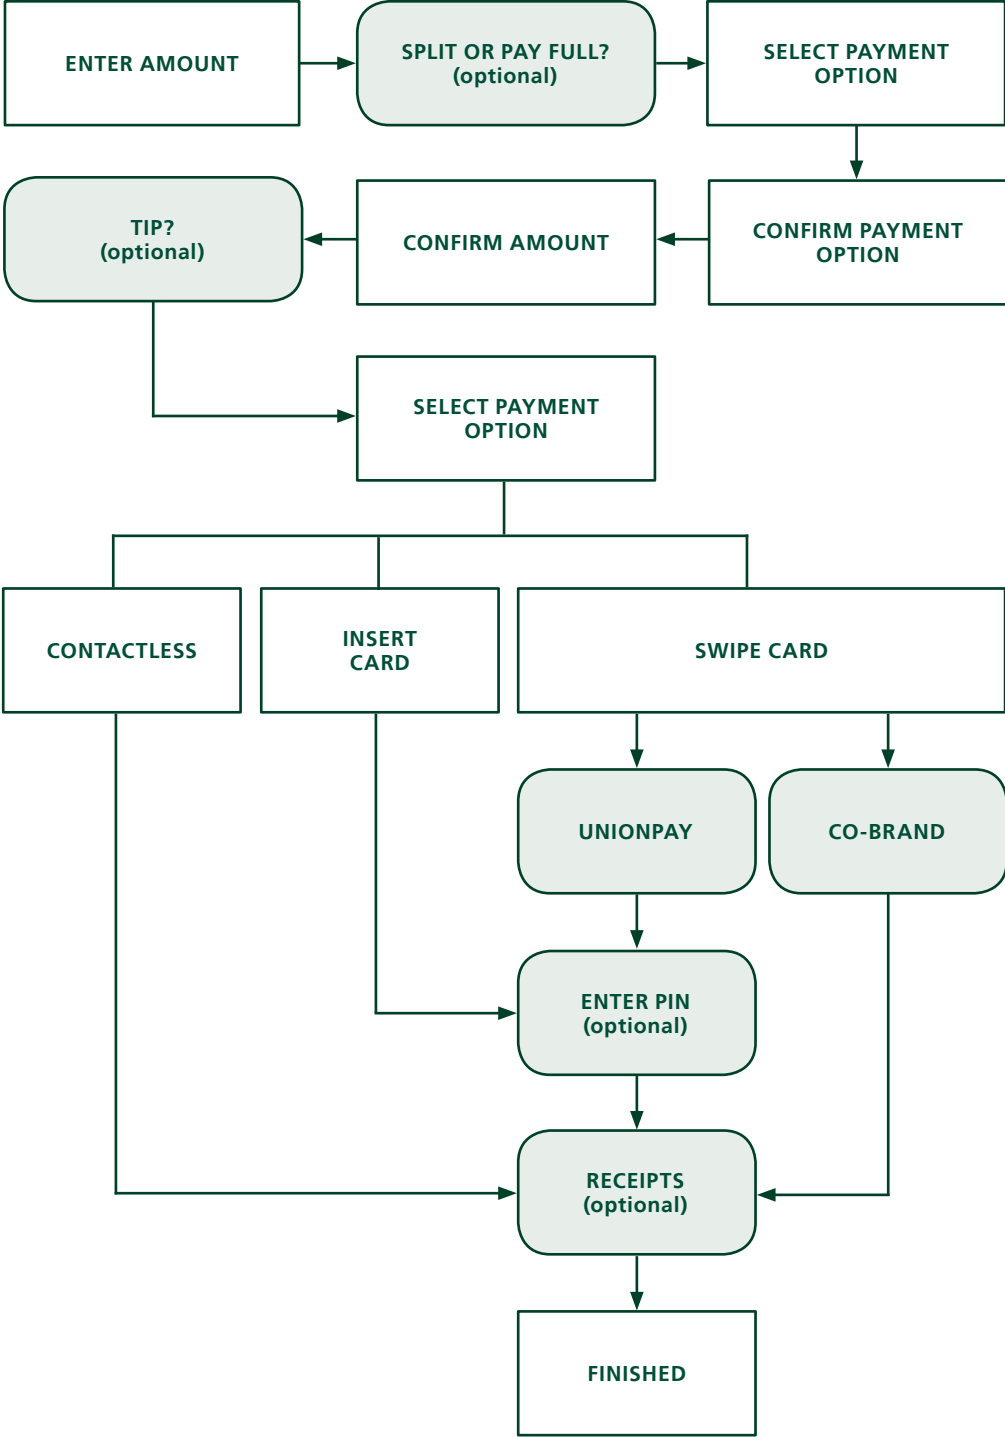 ENTER AMOUNT
SPLIT OR PAY FULL?
(optional)
SELECT PAYMENT
OPTION
CONFIRM PAYMENT
OPTION
CONFIRM AMOUNT
TIP?
(optional)
SELECT PAYMENT
OPTION
CONTACTLESS
INSERT
CARD
SWIPE CARD
UNIONPAY
CO-BRAND
ENTER PIN
(optional)
RECEIPTS
(optional)
FINISHED